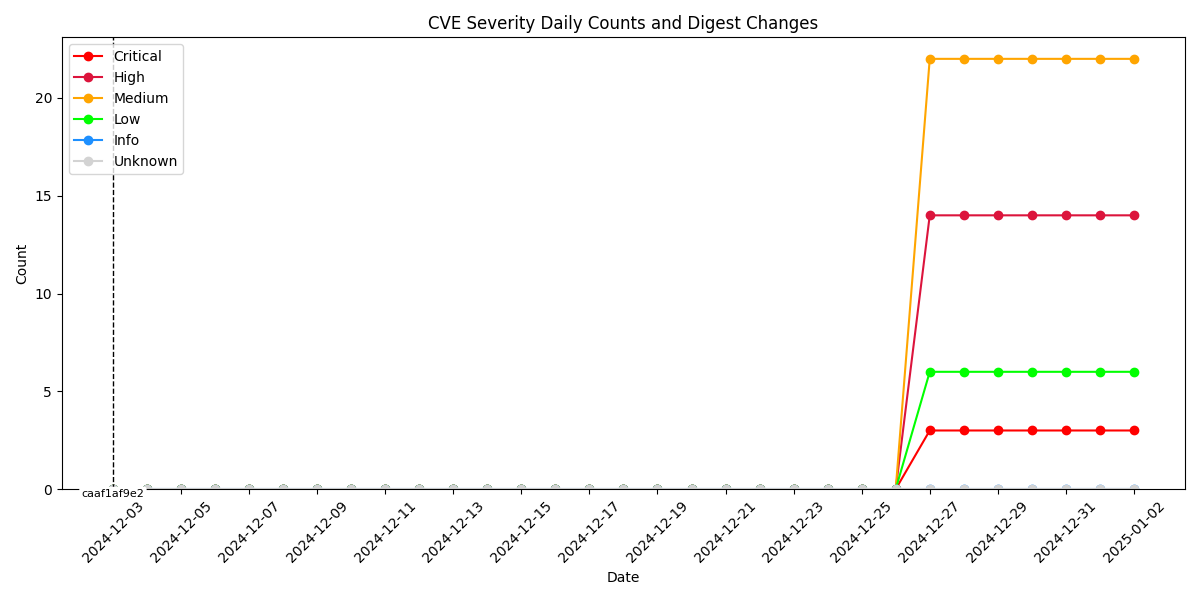 CVE Severity Daily Counts and Digest Changes
Critical
High
Medium
Low
Info
Unknown
Count
20
15
10
5
0
caaf1af9e2
2024-12-03
2024-12-05
2024-12-07
2024-12-09
2024-12-11
2024-12-13
2024-12-15
2024-12-17
2024-12-19
2024-12-21
2024-12-23
2024-12-25
2024-12-27
2024-12-29
2024-12-31
2025-01-02
Date